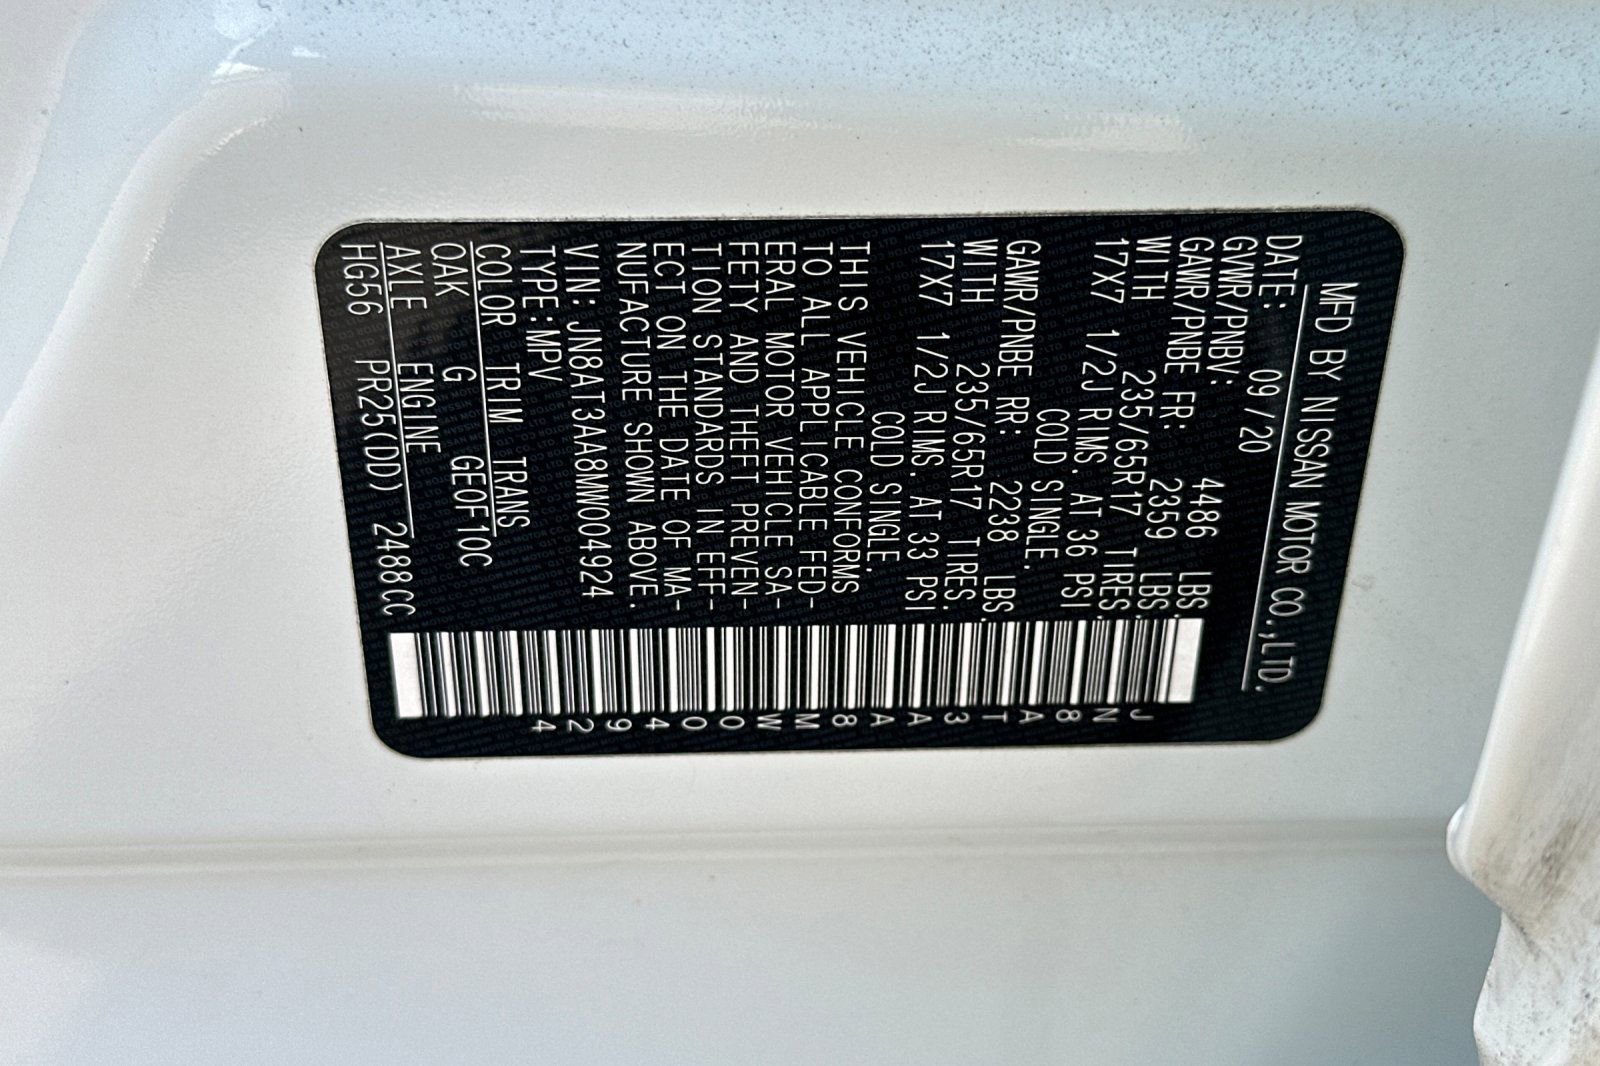 MFD BY NISSAN MOTOR CO.,LTD.
DATE: 09/20
GVWR/PNBV: 4486 LBS.
GAWR/PNBE FR: 2359 LBS.
WITH 235/65R17 TIRES.
17X7 1/2J RIMS. AT 36 PSI
COLD SINGLE.
GAWR/PNBE RR: 2238 LBS.
WITH 235/65R17 TIRES.
17X7 1/2J RIMS. AT 33 PSI
COLD SINGLE.
THIS VEHICLE CONFORMS
TO ALL APPLICABLE FED-
ERAL MOTOR VEHICLE SA-
FETY AND THEFT PREVEN-
TION STANDARDS IN EFF-
ECT ON THE DATE OF MA-
NUFACTURE SHOWN ABOVE.
VIN: JN8AT3AA8MW004924
TYPE:MPV
COLOR TRIM TRANS
QAK G GE0F10C
AXLE ENGINE
HG56 PR25(DD) 2488CC
JN8AT3AA8MW004924